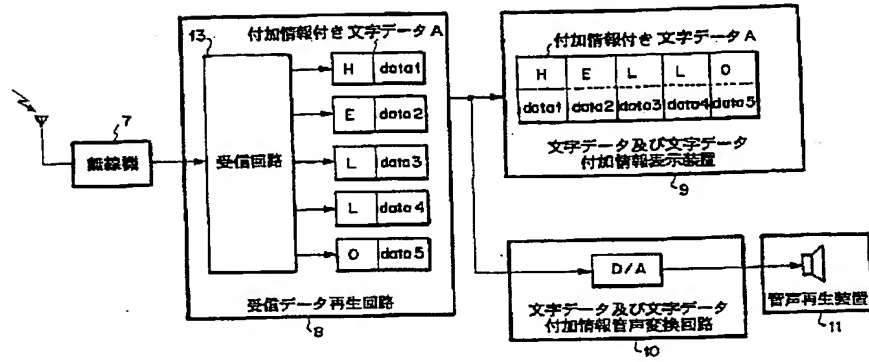 付加情報付き文字データA
13
H data1
E data2
L data3
L data4
O data5
受信回路
受信データ再生回路
8
7
無線機
付加情報付き文字データA
H E L L O
data1 data2 data3 data4 data5
文字データ及び文字データ
付加情報表示装置
9
D/A
文字データ及び文字データ
付加情報音声変換回路
10
音声再生装置
11